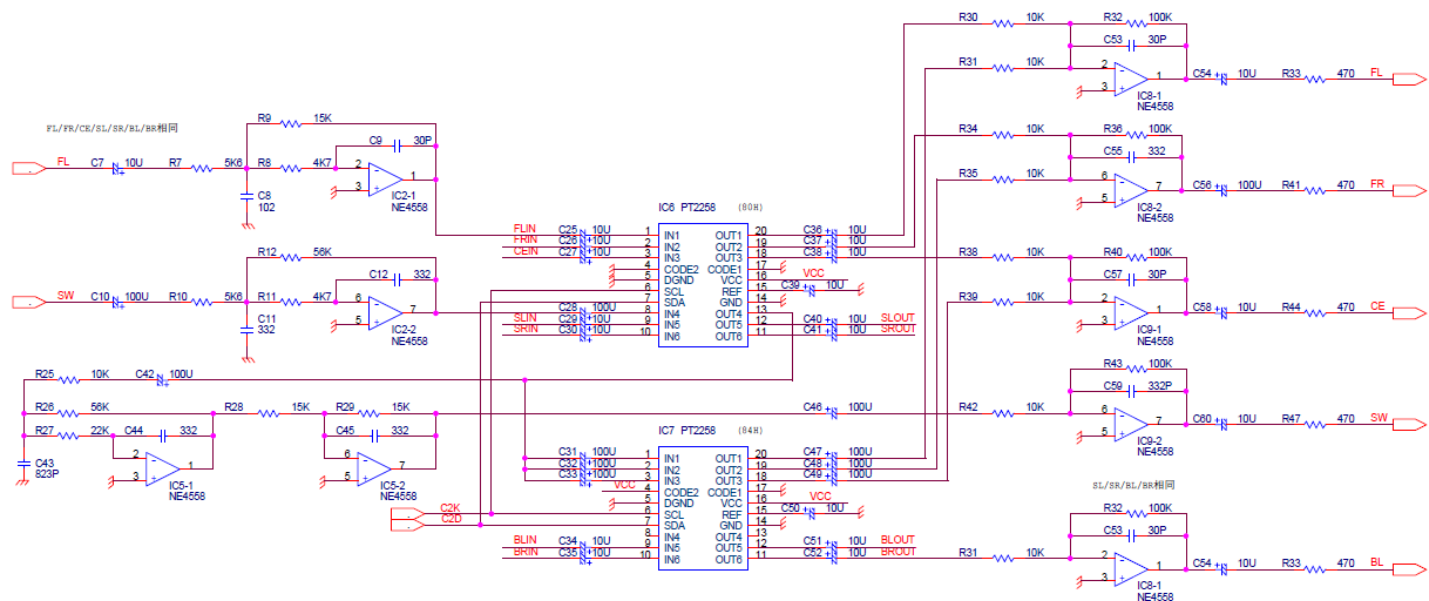 R30 10K R32 100K
C53 30P
R31 10K
2 1 C54 + 10U R33 470 FL
3
IC8-1
NE4558
FL/FR/CE/SL/SR/BL/BR相同
R9 15K
C9 30P
FL C7 10U R7 5K6 R8 4K7
2 1
3
C8
102
IC2-1
NE4558
R34 10K R36 100K
C55 332
R35 10K
6 7 C56 + 100U R41 470 FR
5
IC8-2
NE4558
IC6 PT2258 (80H)
FLIN C25 10U 1 IN1 OUT1 20 C36 + 10U
FRIN C26 +10U 2 IN2 OUT2 19 C37 + 10U
CEIN C27 +10U 3 IN3 OUT3 18 C38 + 10U
4 CODE2 CODE1 17
5 DGND VCC 16 VCC
6 SCL REF 15 C39 + 10U
7 SDA GND 14
C28 100U 8 IN4 OUT4 13
SLIN C29 +10U 9 IN5 OUT5 12 C40 + 10U SLOUT
SRIN C30 +10U 10 IN6 OUT6 11 C41 + 10U SROUT
R12 56K
C12 332
SW C10 100U R10 5K6 R11 4K7
6 7
5
C11
332
IC2-2
NE4558
R38 10K R40 100K
C57 30P
R39 10K
2 1 C58 + 10U R44 470 CE
3
IC9-1
NE4558
R25 10K C42 100U
R26 56K R28 15K R29 15K
R27 22K C44 332 C45 332
C43
823P
2 1
3
IC5-1
NE4558
6 7
5
IC5-2
NE4558
C46 + 100U R42 10K
R43 100K
C59 332P
6 7 C60 + 10U R47 470 SW
5
IC9-2
NE4558
IC7 PT2258 (84H)
C31 100U 1 IN1 OUT1 20 C47 + 100U
C32 +100U 2 IN2 OUT2 19 C48 + 100U
C33 +100U 3 IN3 OUT3 18 C49 + 100U
VCC 4 CODE2 CODE1 17
5 DGND VCC 16 VCC
C2K 6 SCL REF 15 C50 + 10U
C2D 7 SDA GND 14
8 IN4 OUT4 13
BLIN C34 10U 9 IN5 OUT5 12 C51 + 10U BLOUT
BRIN C35 +10U 10 IN6 OUT6 11 C52 + 10U BROUT
SL/SR/BL/BR相同
R32 100K
C53 30P
R31 10K
2 1 C54 + 10U R33 470 BL
3
IC8-1
NE4558